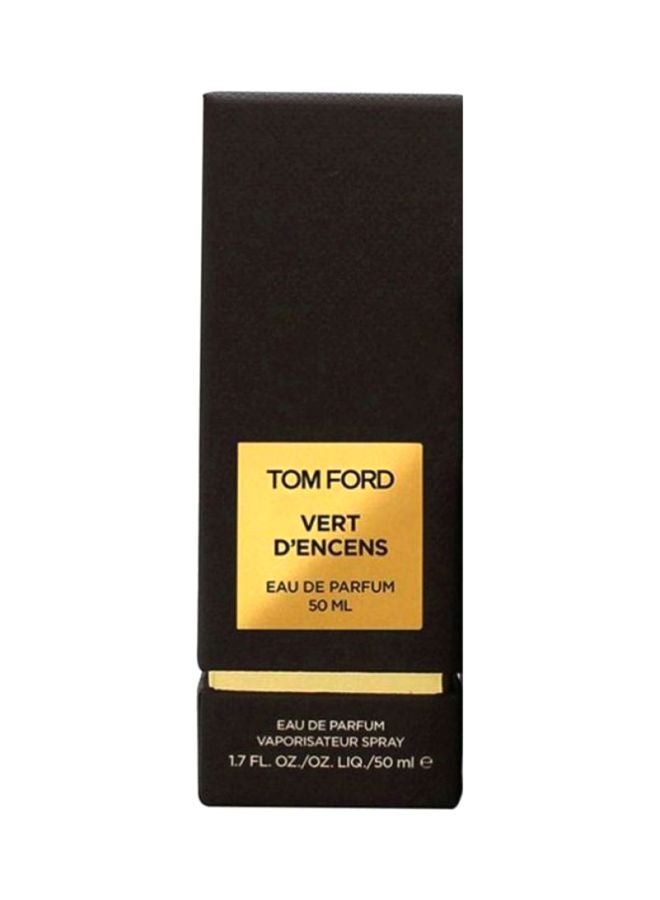 TOM FORD
VERT
D'ENCENS
EAU DE PARFUM
50 ML
EAU DE PARFUM
VAPORISATEUR SPRAY
1.7 FL. OZ./OZ. LIQ./50 ml ℮